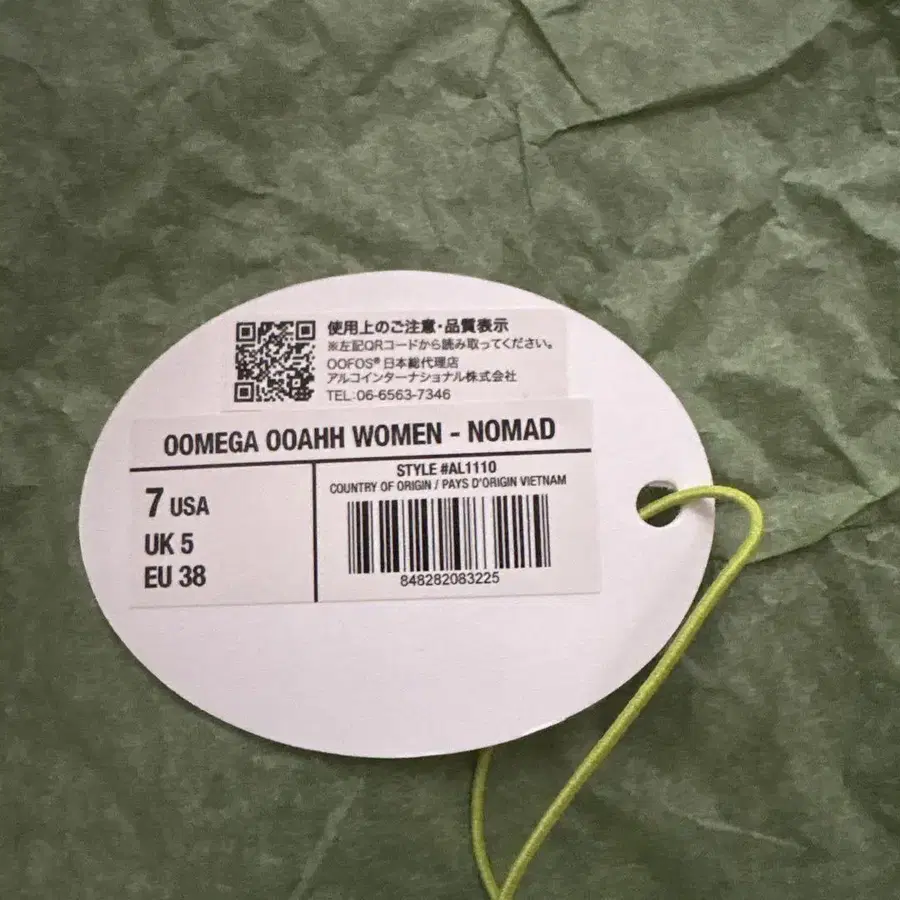 使用上のご注意・品質表示
※左記QRコードから読み取ってください。
OOFOS® 日本総代理店
アルコインターナショナル株式会社
TEL:06-6563-7346
OOMEGA OOAHH WOMEN - NOMAD
7 USA
UK 5
EU 38
STYLE #AL1110
COUNTRY OF ORIGIN / PAYS D'ORIGIN VIETNAM
848282083225